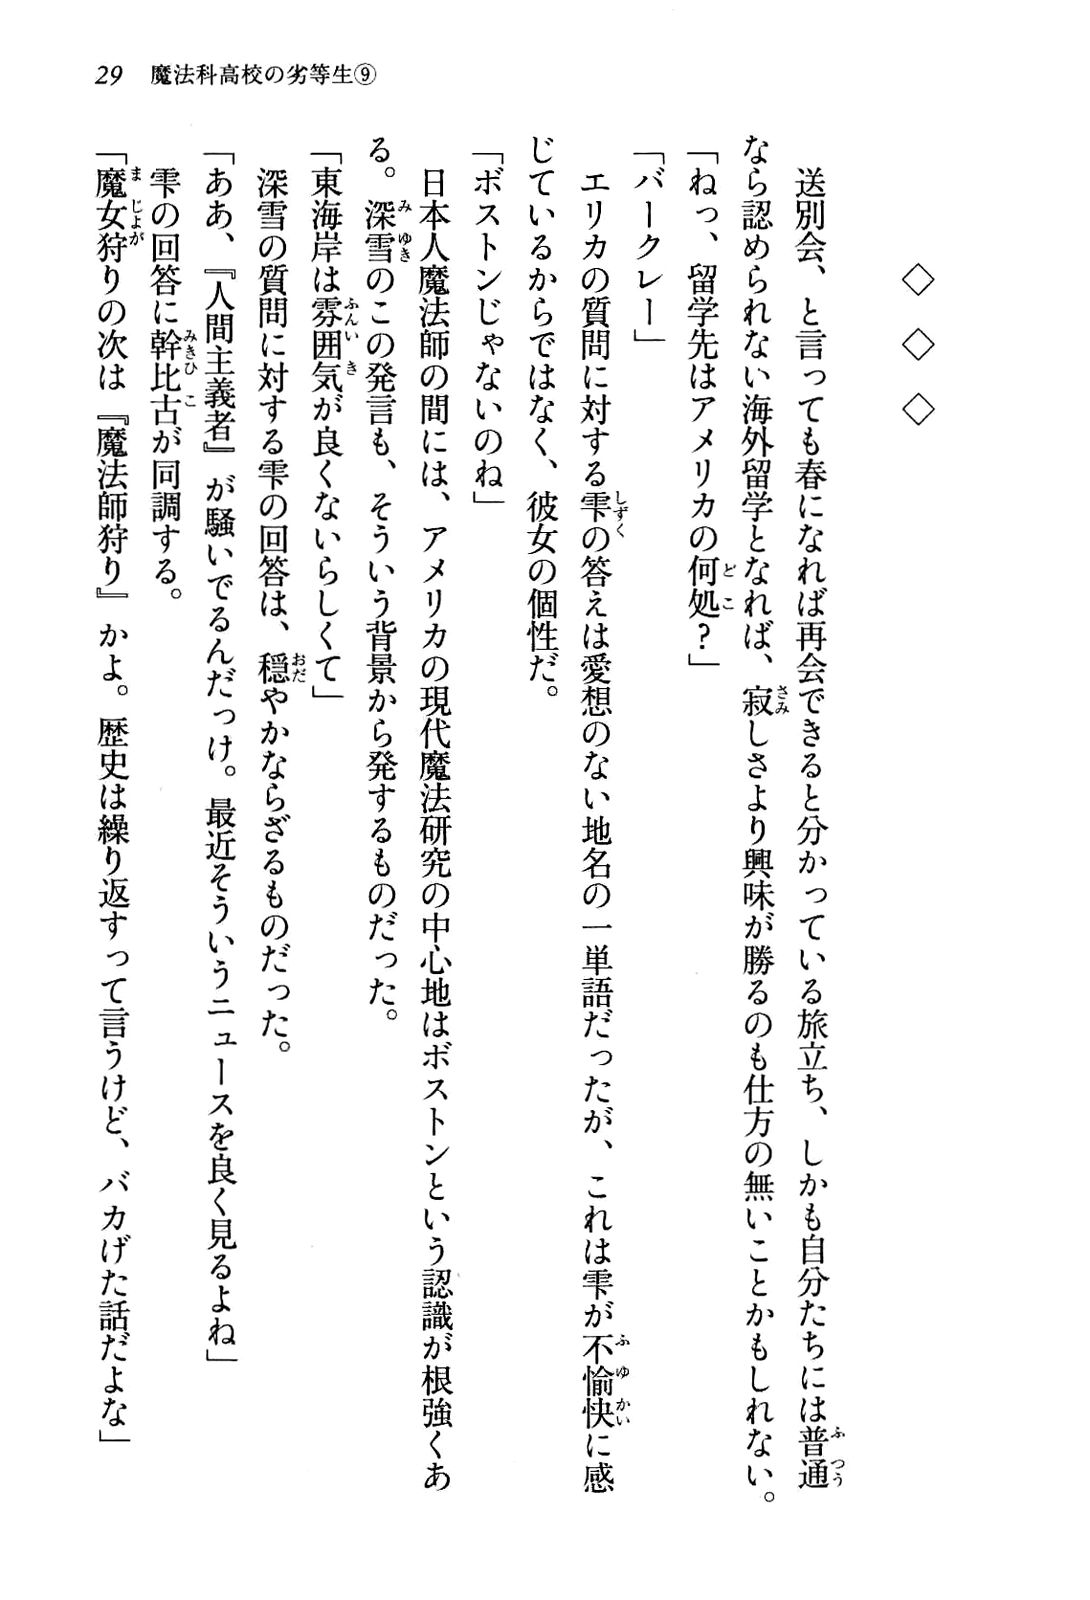 29 魔法科高校の劣等生⑨
◇ ◇ ◇
送別会、と言っても春になれば再会できると分かっている旅立ち、しかも自分たちには普通
なら認められない海外留学となれば、寂しさより興味が勝るのも仕方の無いことかもしれない。
「ねっ、留学先はアメリカの何処？」
「バークレー」
エリカの質問に対する雫の答えは愛想のない地名の一単語だったが、これは雫が不愉快に感
じているからではなく、彼女の個性だ。
「ボストンじゃないのね」
日本人魔法師の間には、アメリカの現代魔法研究の中心地はボストンという認識が根強くあ
る。深雪のこの発言も、そういう背景から発するものだった。
「東海岸は雰囲気が良くないらしくて」
深雪の質問に対する雫の回答は、穏やかならざるものだった。
「ああ、『人間主義者』が騒いでるんだっけ。最近そういうニュースを良く見るよね」
雫の回答に幹比古が同調する。
「魔女狩りの次は『魔法師狩り』かよ。歴史は繰り返すって言うけど、バカげた話だよな」